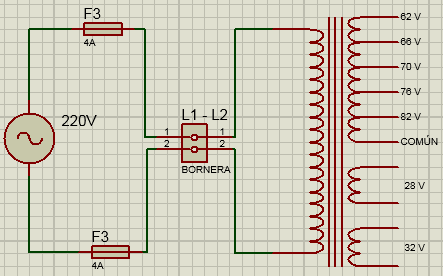 F3
4A
220V
L1 - L2
1 1
2 2
BORNERA
F3
4A
62 V
66 V
70 V
76 V
82 V
COMÚN
28 V
32 V